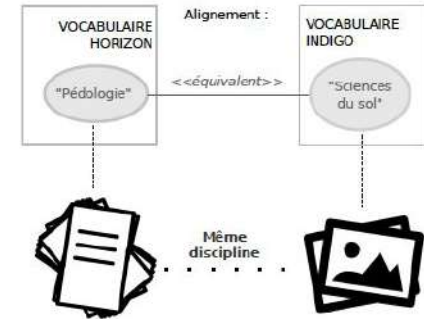 VOCABULAIRE
HORIZON
Alignement :
VOCABULAIRE
INDIGO
"Pédologie"
<<équivalent>>
"Sciences
du sol"
Même
discipline